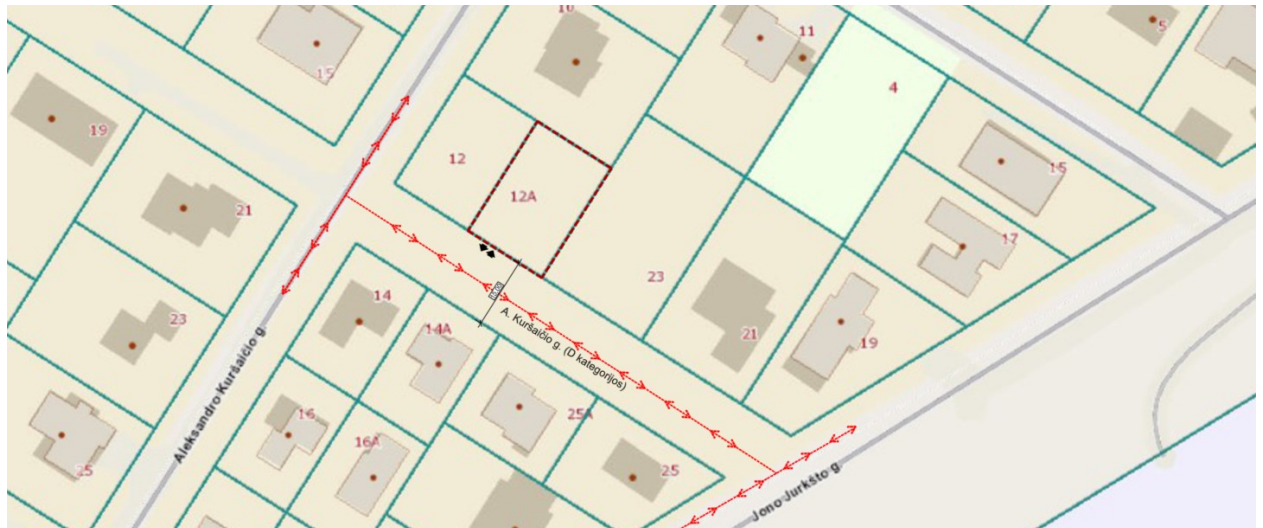 10
11
5
15
4
19
12
15
12A
21
17
23
14
23
21
14A
19
A. Kuršaičio g. (D kategorijos)
Aleksandro Kuršaičio g.
16
25A
16A
25
25
Jono Jurkšto g.